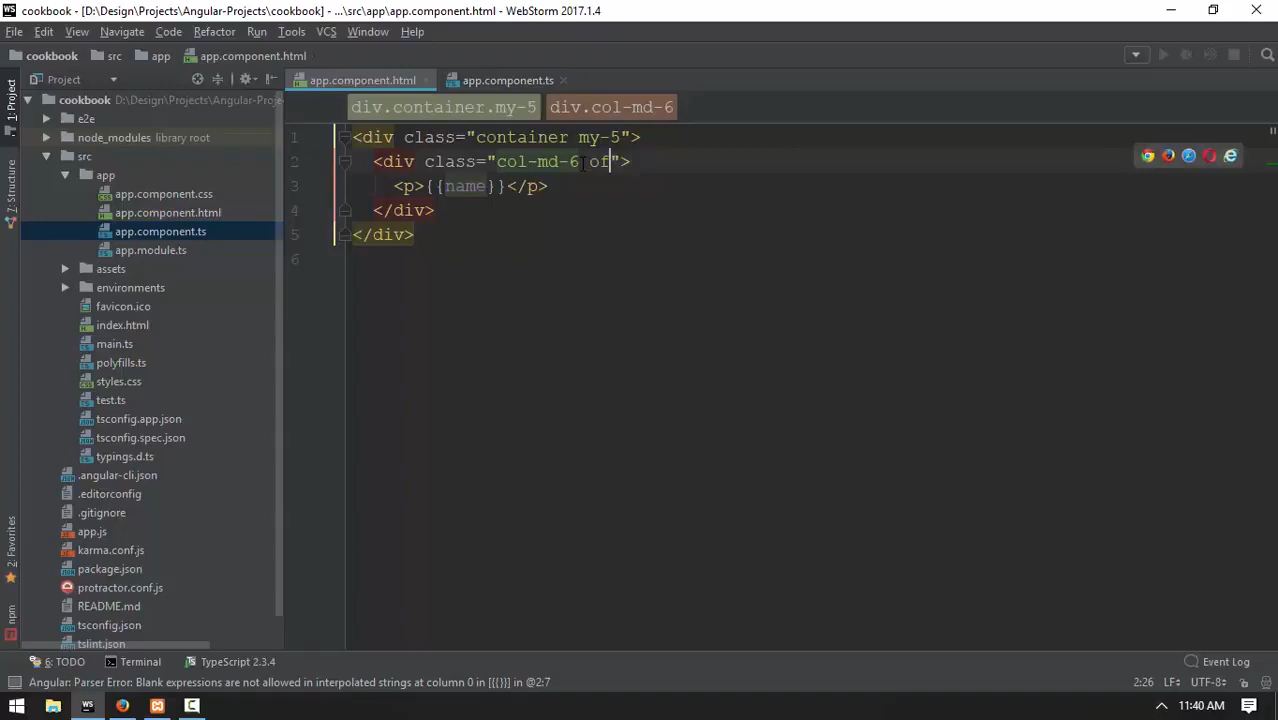 cookbook - [D:\Design\Projects\Angular-Projects\cookbook] - ...\src\app\app.component.html - WebStorm 2017.1.4
File Edit View Navigate Code Refactor Run Tools VCS Window Help
cookbook src app app.component.html
Project app.component.html app.component.ts
cookbook D:\Design\Projects\Angular-Proje
e2e
node_modules library root
src
app
app.component.css
app.component.html
app.component.ts
app.module.ts
assets
environments
favicon.ico
index.html
main.ts
polyfills.ts
styles.css
test.ts
tsconfig.app.json
tsconfig.spec.json
typings.d.ts
.angular-cli.json
.editorconfig
.gitignore
app.js
karma.conf.js
package.json
protractor.conf.js
README.md
tsconfig.json
tslint.json
1: Project
7: Structure
2: Favorites
npm
div.container.my-5 div.col-md-6
1 <div class="container my-5">
2 <div class="col-md-6 of">
3 <p>{{name}}</p>
4 </div>
5 </div>
6
6: TODO Terminal TypeScript 2.3.4 Event Log
Angular: Parser Error: Blank expressions are not allowed in interpolated strings at column 0 in [{{}}] in @2:7 2:26 LF÷ UTF-8÷
WS 11:40 AM